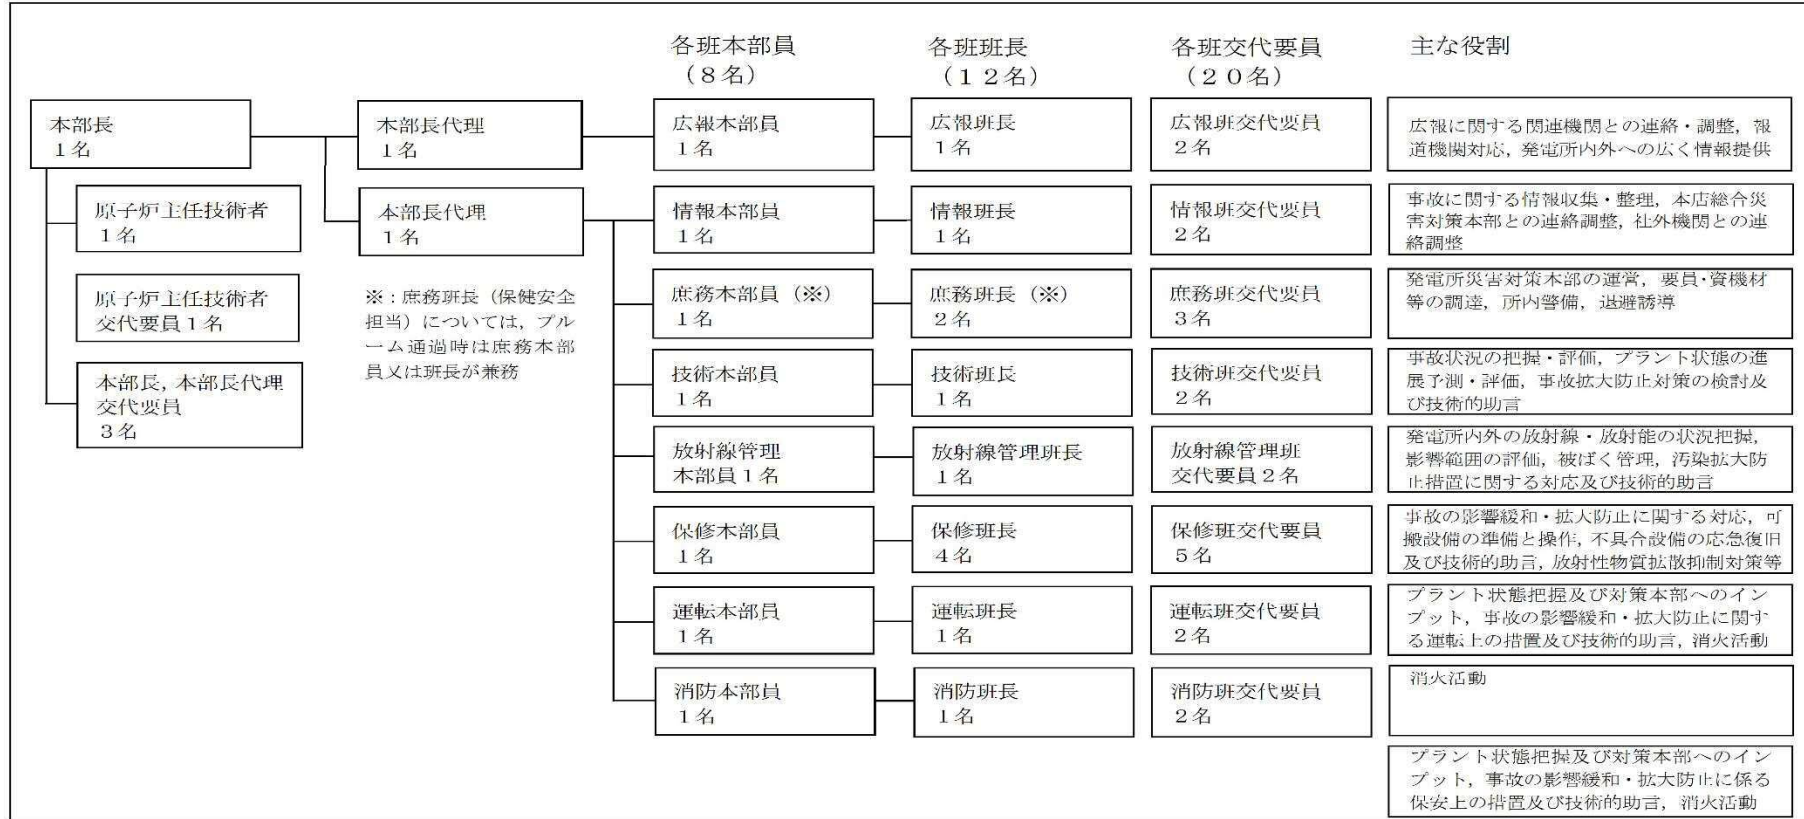 各班本部員
（８名）
各班班長
（１２名）
各班交代要員
（２０名）
主な役割
本部長
１名
原子炉主任技術者
１名
原子炉主任技術者
交代要員１名
本部長，本部長代理
交代要員
３名
本部長代理
１名
本部長代理
１名
※：庶務班長（保健安全
担当）については，プル
ーム通過時は庶務本部
員又は班長が兼務
広報本部員
１名
広報班長
１名
広報班交代要員
２名
広報に関する関連機関との連絡・調整，報
道機関対応，発電所内外への広く情報提供
情報本部員
１名
情報班長
１名
情報班交代要員
２名
事故に関する情報収集・整理，本店総合災
害対策本部との連絡調整，社外機関との連
絡調整
庶務本部員（※）
１名
庶務班長（※）
２名
庶務班交代要員
３名
発電所災害対策本部の運営，要員・資機材
等の調達，所内警備，退避誘導
技術本部員
１名
技術班長
１名
技術班交代要員
２名
事故状況の把握・評価，プラント状態の進
展予測・評価，事故拡大防止対策の検討及
び技術的助言
放射線管理
本部員１名
放射線管理班長
１名
放射線管理班
交代要員２名
発電所内外の放射線・放射能の状況把握，
影響範囲の評価，被ばく管理，汚染拡大防
止措置に関する対応及び技術的助言
保修本部員
１名
保修班長
４名
保修班交代要員
５名
事故の影響緩和・拡大防止に関する対応，可
搬設備の準備と操作，不具合設備の応急復旧
及び技術的助言，放射性物質拡散抑制対策等
運転本部員
１名
運転班長
１名
運転班交代要員
２名
プラント状態把握及び対策本部へのイン
プット，事故の影響緩和・拡大防止に関す
る運転上の措置及び技術的助言，消火活動
消防本部員
１名
消防班長
１名
消防班交代要員
２名
消火活動
プラント状態把握及び対策本部へのイン
プット，事故の影響緩和・拡大防止に係る
保安上の措置及び技術的助言，消火活動